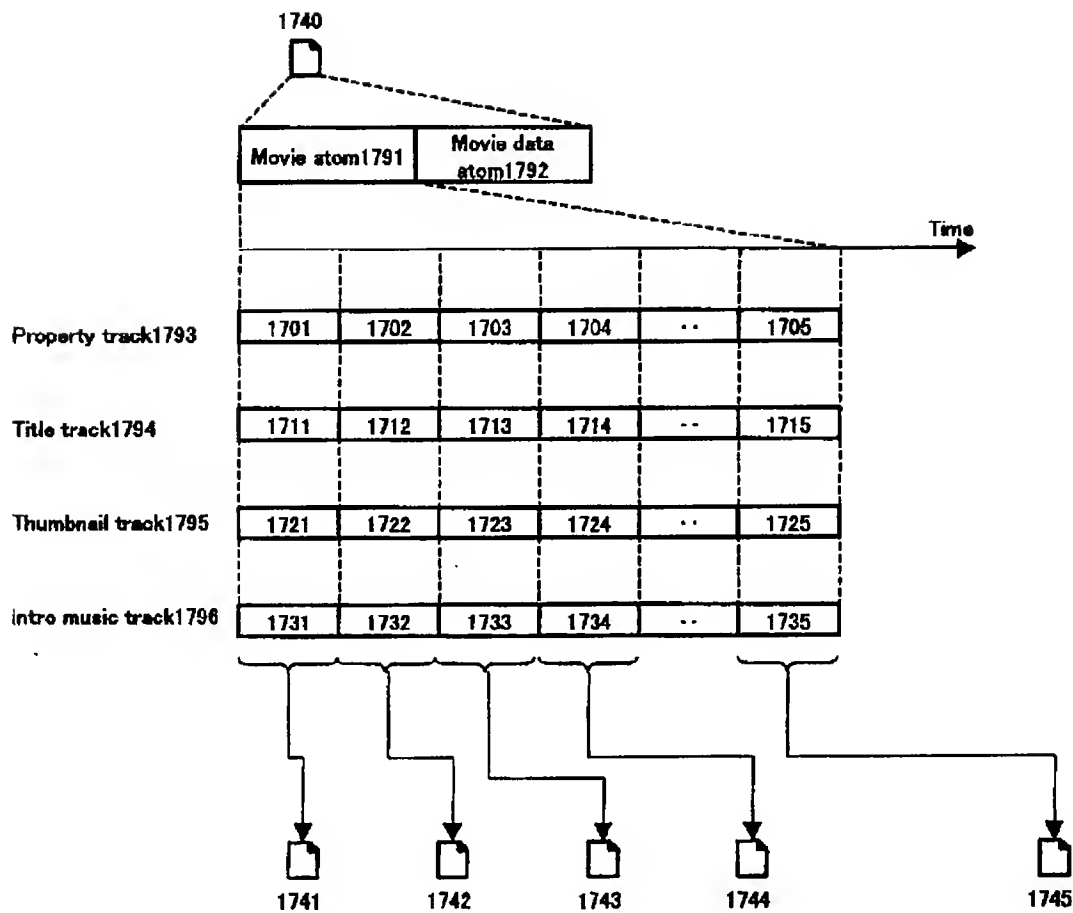 1740
Movie atom1791
Movie data
atom1792
Time
Property track1793
1701 1702 1703 1704 ·· 1705
Title track1794
1711 1712 1713 1714 ·· 1715
Thumbnail track1795
1721 1722 1723 1724 ·· 1725
intro music track1796
1731 1732 1733 1734 ·· 1735
1741 1742 1743 1744 1745